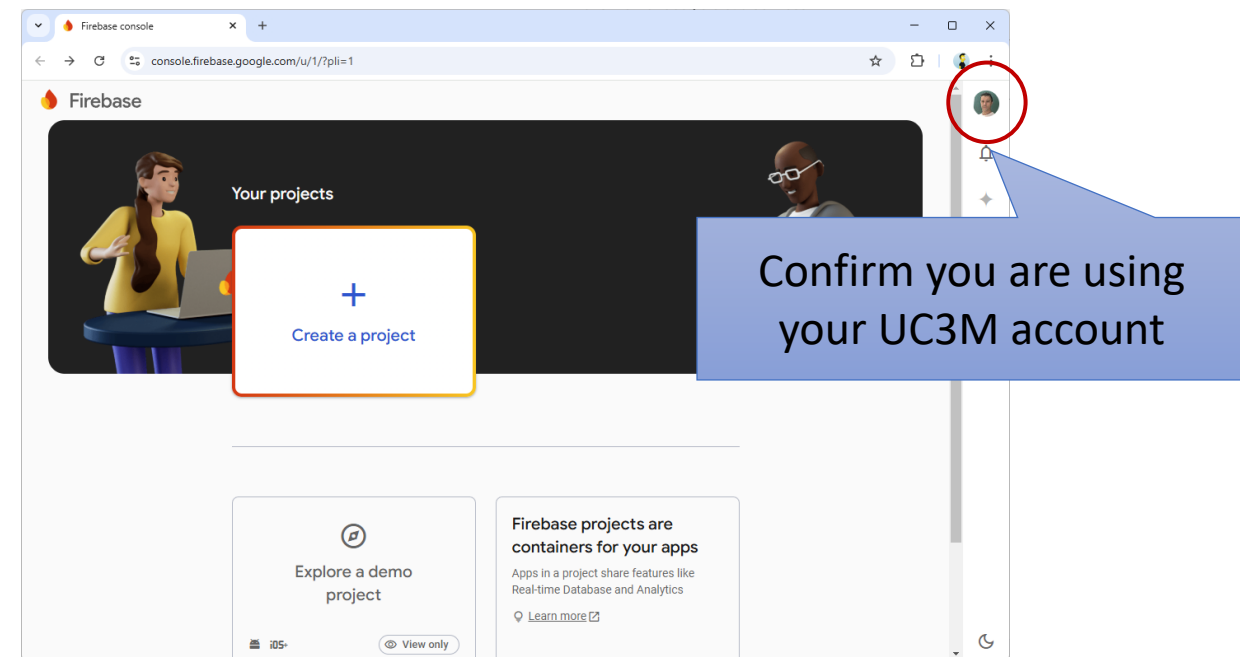 Firebase console
console.firebase.google.com/u/1/?pli=1
Firebase
Your projects
Create a project
Confirm you are using
your UC3M account
Explore a demo
project
iOS+
View only
Firebase projects are
containers for your apps
Apps in a project share features like
Real-time Database and Analytics
Learn more